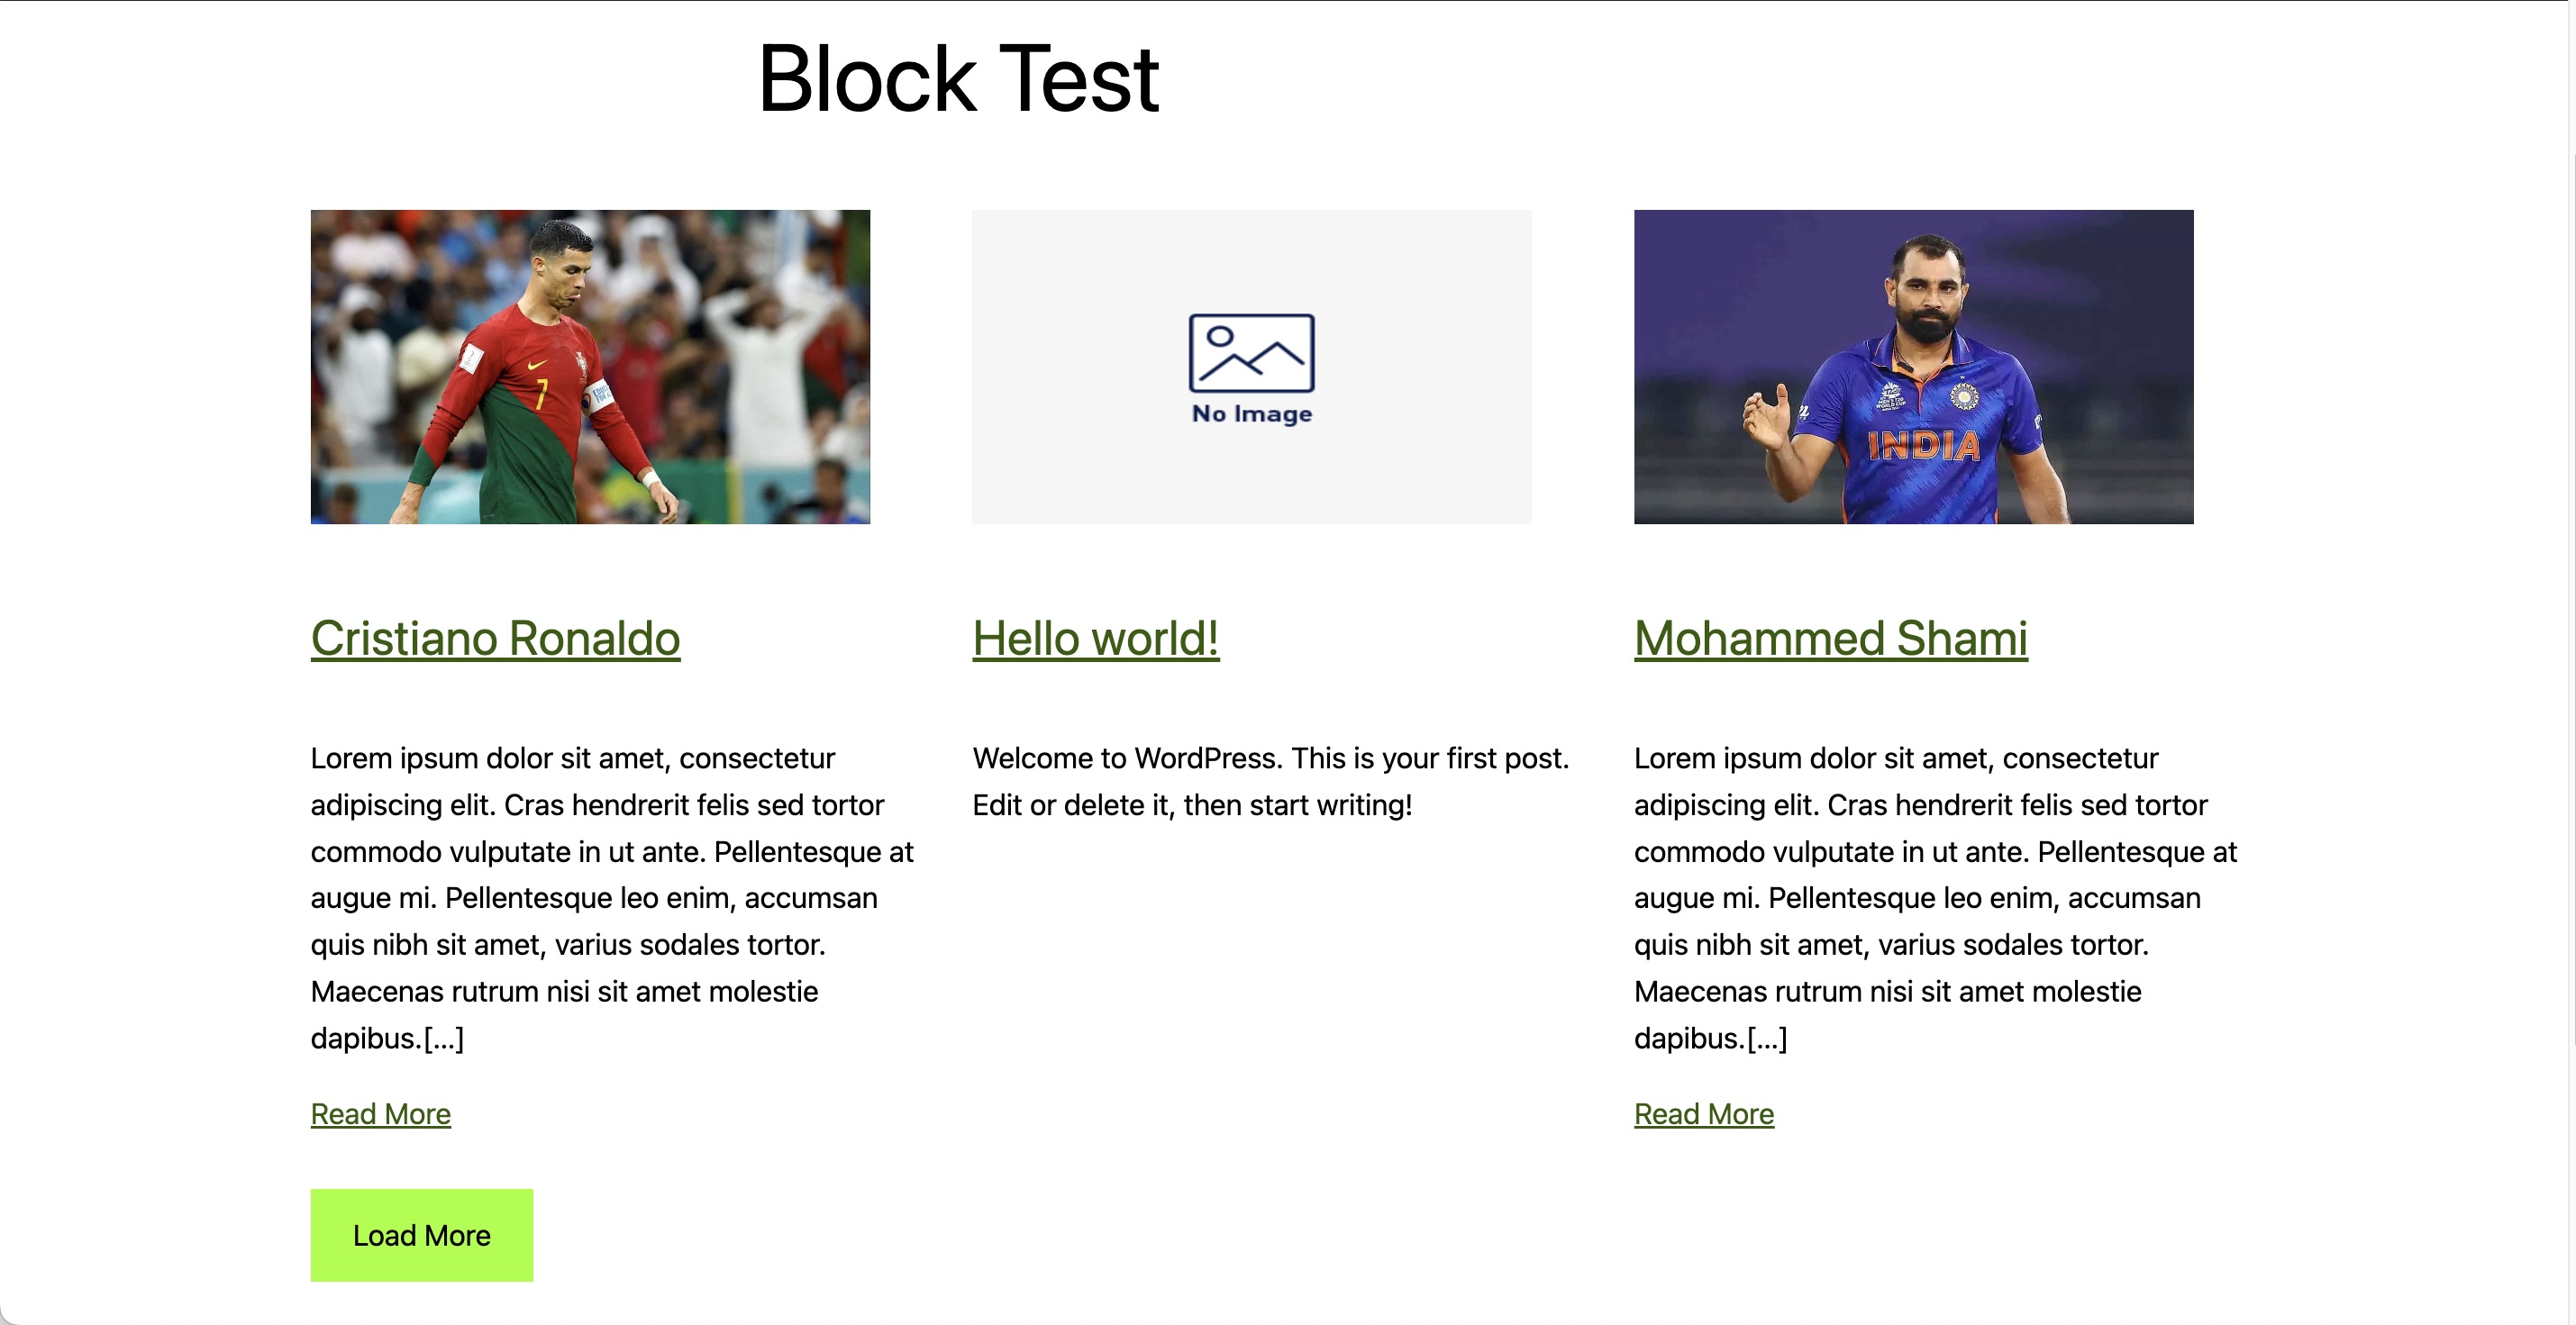 Block Test
7
No Image
INDIA
Cristiano Ronaldo
Lorem ipsum dolor sit amet, consectetur
adipiscing elit. Cras hendrerit felis sed tortor
commodo vulputate in ut ante. Pellentesque at
augue mi. Pellentesque leo enim, accumsan
quis nibh sit amet, varius sodales tortor.
Maecenas rutrum nisi sit amet molestie
dapibus.[...]
Read More
Hello world!
Welcome to WordPress. This is your first post.
Edit or delete it, then start writing!
Mohammed Shami
Lorem ipsum dolor sit amet, consectetur
adipiscing elit. Cras hendrerit felis sed tortor
commodo vulputate in ut ante. Pellentesque at
augue mi. Pellentesque leo enim, accumsan
quis nibh sit amet, varius sodales tortor.
Maecenas rutrum nisi sit amet molestie
dapibus.[...]
Read More
Load More